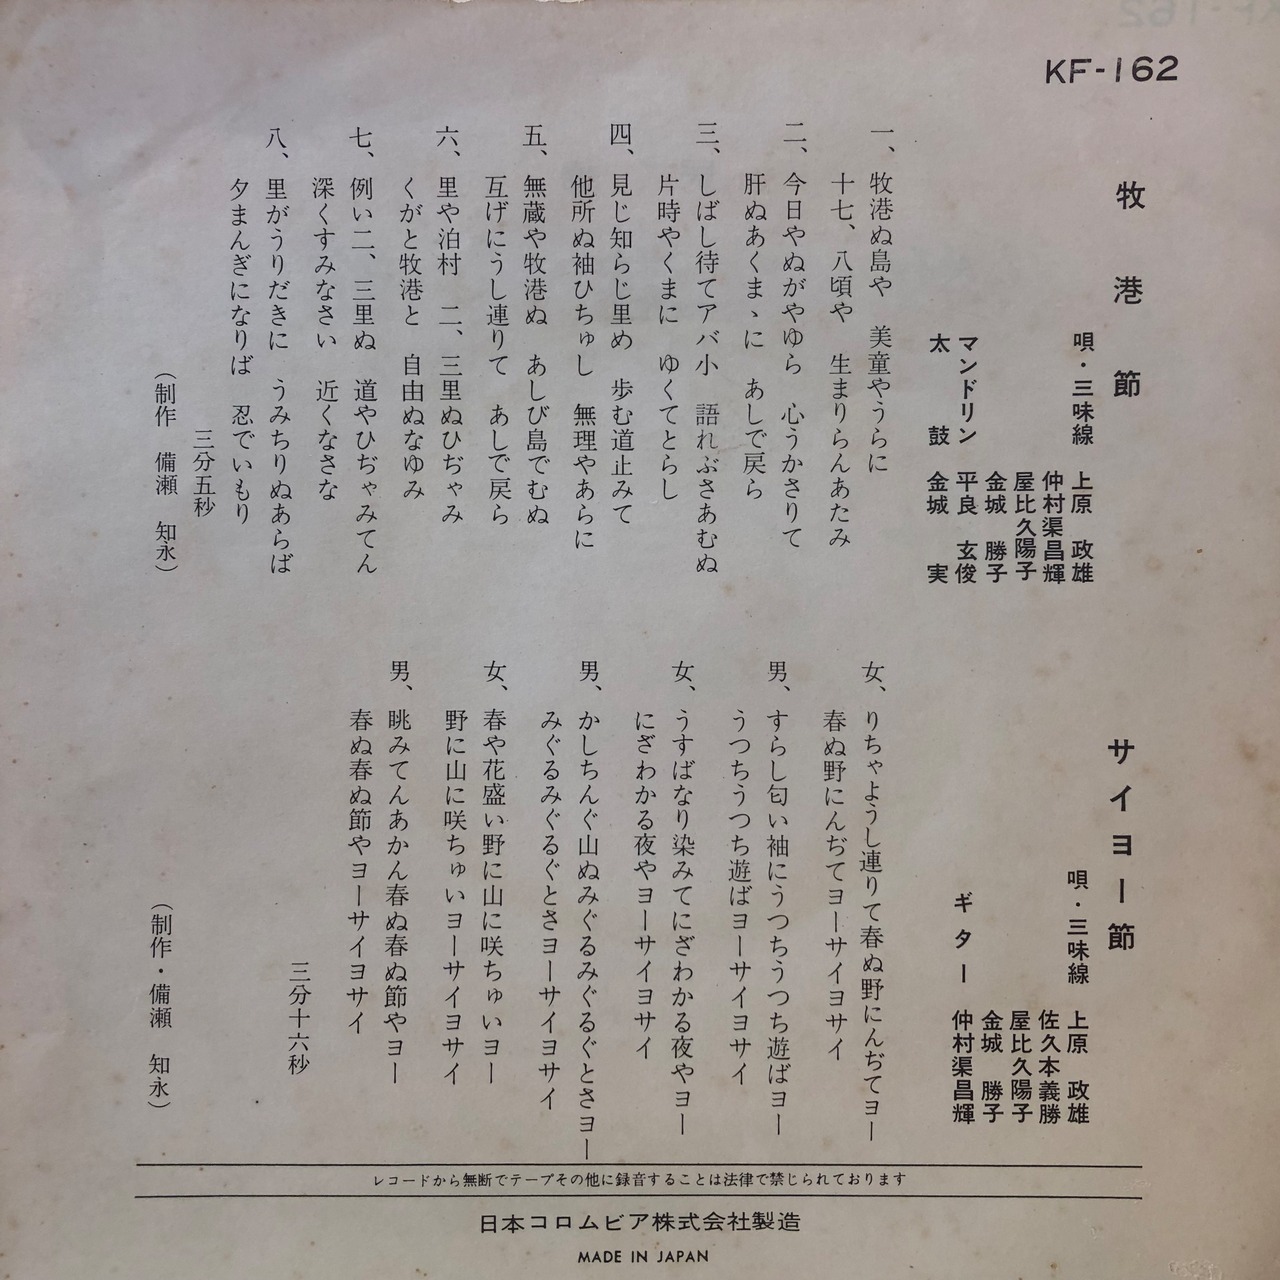 KF-162
牧港節
唄・三味線 上原 政雄
仲村渠昌輝
屋比久陽子
金城 勝子
マンドリン 平良 玄俊
太鼓 金城 実
一、牧港ぬ島や 美童やうらに
十七、八頃や 生まりらんあたみ
二、今日やぬがやゆら 心うかさりて
肝ぬあくまゝに あしで戻ら
三、しばし待てアバ小 語れぶさあむぬ
片時やくまに ゆくてとらし
四、見じ知らじ里め 歩む道止みて
他所ぬ袖ひちゅし 無理やあらに
五、無蔵や牧港ぬ あしび島でむぬ
互げにうし連りて あしで戻ら
六、里や泊村 二、三里ぬひぢゃみ
くがと牧港と 自由ぬなゆみ
七、例い二、三里ぬ 道やひぢゃみてん
深くすみなさい 近くなさな
八、里がうりだきに うみちりぬあらば
夕まんぎになりば 忍でいもり
三分五秒
（制作 備瀬 知永）
サイヨー節
唄・三味線 上原 政雄
佐久本義勝
屋比久陽子
金城 勝子
ギター 仲村渠昌輝
女、りちゃようし連りて春ぬ野にんぢてヨー
春ぬ野にんぢてヨーサイヨサイ
男、すらし匂い袖にうつちうつち遊ばヨー
うつちうつち遊ばヨーサイヨサイ
女、うすばなり染みてにざわかる夜やヨー
にざわかる夜やヨーサイヨサイ
男、かしちんぐ山ぬみぐるみぐるぐとさヨー
みぐるみぐるぐとさヨーサイヨサイ
女、春や花盛い野に山に咲ちゅいヨー
野に山に咲ちゅいヨーサイヨサイ
男、眺みてんあかん春ぬ春ぬ節やヨー
春ぬ春ぬ節やヨーサイヨサイ
三分十六秒
（制作・備瀬 知永）
レコードから無断でテープその他に録音することは法律で禁じられております
日本コロムビア株式会社製造
MADE IN JAPAN